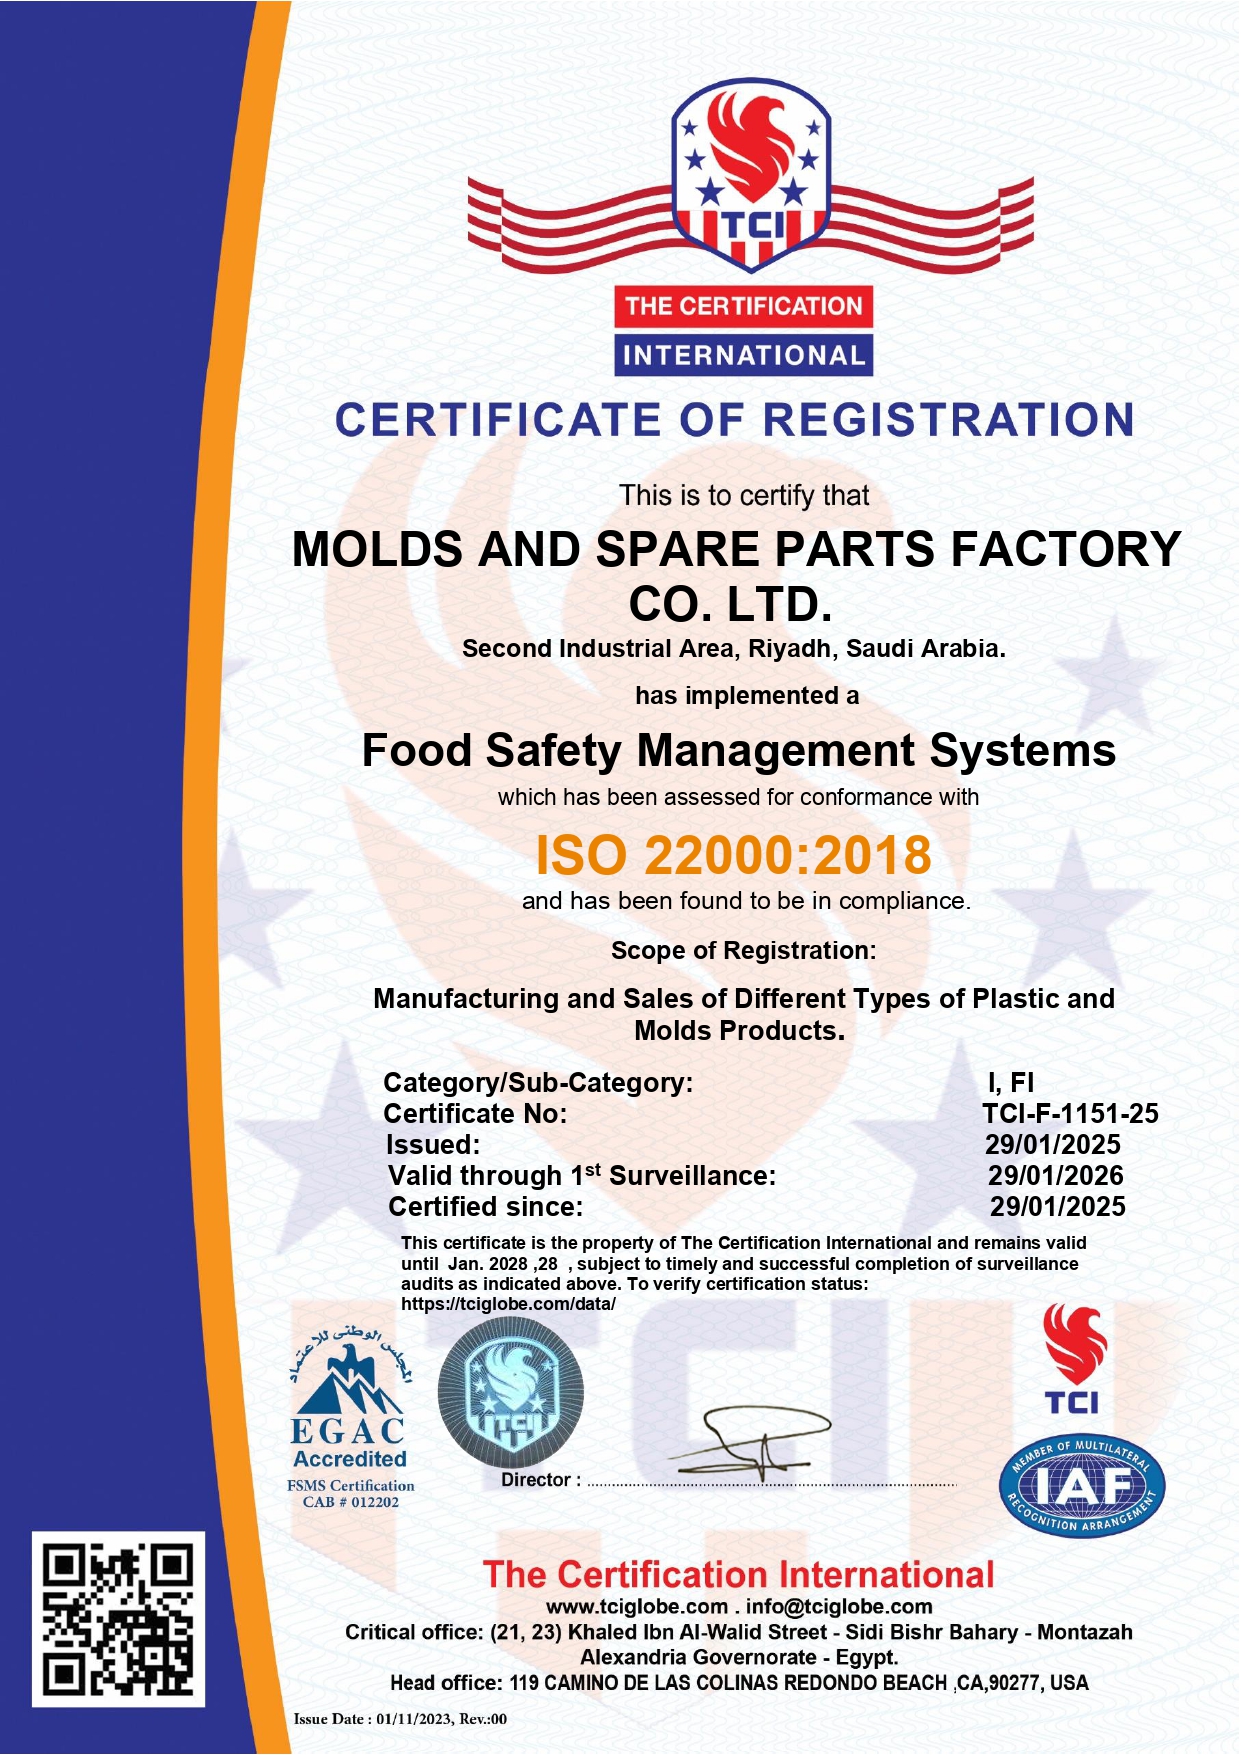 TCI
THE CERTIFICATION
INTERNATIONAL
CERTIFICATE OF REGISTRATION
This is to certify that
MOLDS AND SPARE PARTS FACTORY
CO. LTD.
Second Industrial Area, Riyadh, Saudi Arabia.
has implemented a
Food Safety Management Systems
which has been assessed for conformance with
ISO 22000:2018
and has been found to be in compliance.
Scope of Registration:
Manufacturing and Sales of Different Types of Plastic and
Molds Products.
Category/Sub-Category: I, FI
Certificate No: TCI-F-1151-25
Issued: 29/01/2025
Valid through 1st Surveillance: 29/01/2026
Certified since: 29/01/2025
This certificate is the property of The Certification International and remains valid
until Jan. 2028 ,28 , subject to timely and successful completion of surveillance
audits as indicated above. To verify certification status:
https://tciglobe.com/data/
المجلس الوطنى للاعتماد
EGAC
Accredited
FSMS Certification
CAB # 012202
TCI
Director :
TCI
MEMBER OF MULTILATERAL
IAF
RECOGNITION ARRANGEMENT
The Certification International
www.tciglobe.com . info@tciglobe.com
Critical office: (21, 23) Khaled Ibn Al-Walid Street - Sidi Bishr Bahary - Montazah
Alexandria Governorate - Egypt.
Head office: 119 CAMINO DE LAS COLINAS REDONDO BEACH ,CA,90277, USA
Issue Date : 01/11/2023, Rev.:00